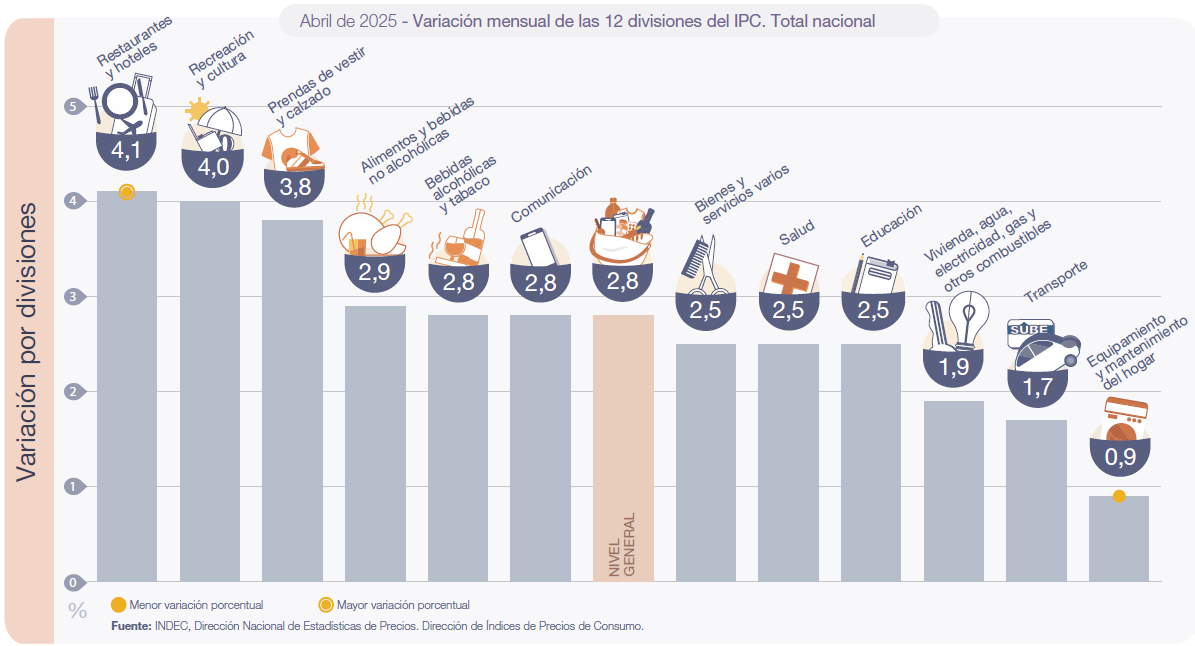 Abril de 2025 - Variación mensual de las 12 divisiones del IPC. Total nacional
Variación por divisiones
5
4
3
2
1
0
%
Restaurantes
y hoteles
4,1
Recreación
y cultura
4,0
Prendas de vestir
y calzado
3,8
Alimentos y bebidas
no alcohólicas
2,9
Bebidas
alcohólicas
y tabaco
2,8
Comunicación
2,8
2,8
NIVEL
GENERAL
Bienes y
servicios varios
2,5
Salud
2,5
Educación
2,5
Vivienda, agua,
electricidad, gas y
otros combustibles
1,9
Transporte
SUBE
1,7
Equipamiento
y mantenimiento
del hogar
0,9
Menor variación porcentual
Mayor variación porcentual
Fuente: INDEC, Dirección Nacional de Estadísticas de Precios. Dirección de Índices de Precios de Consumo.